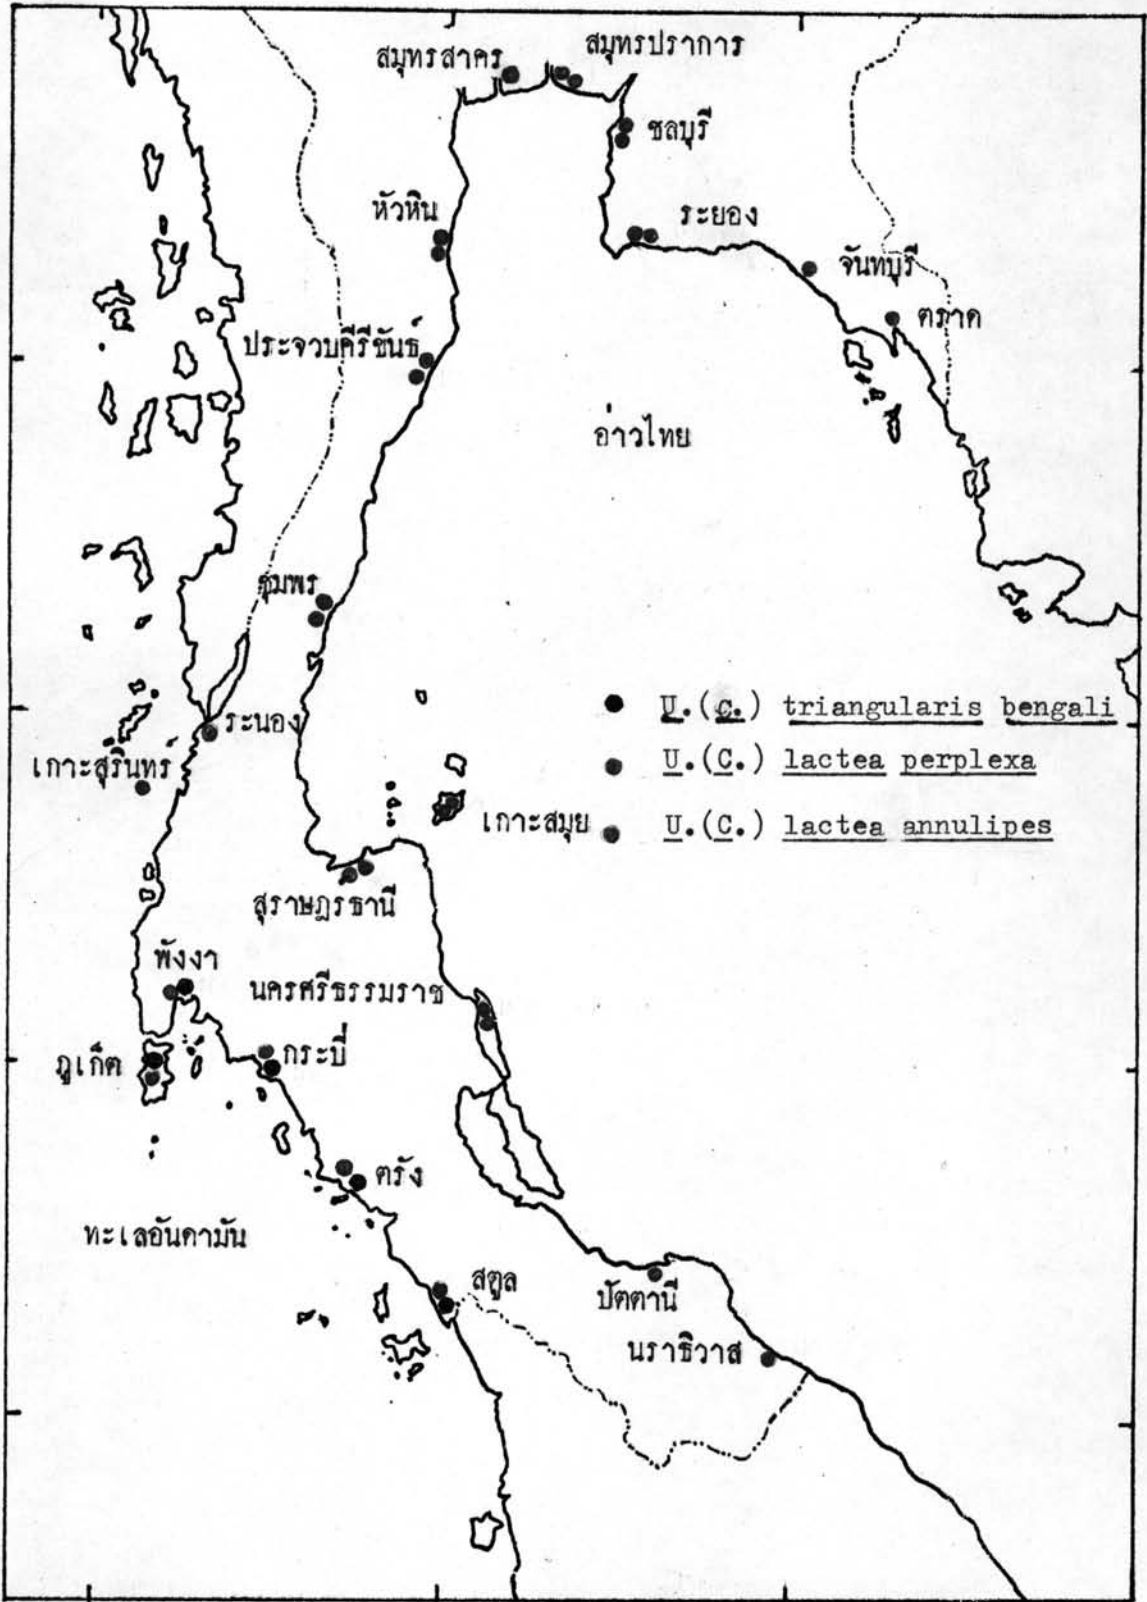 สมุทรปราการ
สมุทรสาคร
ชลบุรี
หัวหิน
ระยอง
จันทบุรี
ตราด
ประจวบคีรีขันธ์
อ่าวไทย
ชุมพร
U.(C.) triangularis bengali
ระนอง
U.(C.) lactea perplexa
เกาะสุรินทร์
เกาะสมุย
U.(C.) lactea annulipes
สุราษฎรธานี
พังงา
นครศรีธรรมราช
กระบี่
ภูเก็ต
ตรัง
ทะเลอันดามัน
สตูล
ปัตตานี
นราธิวาส